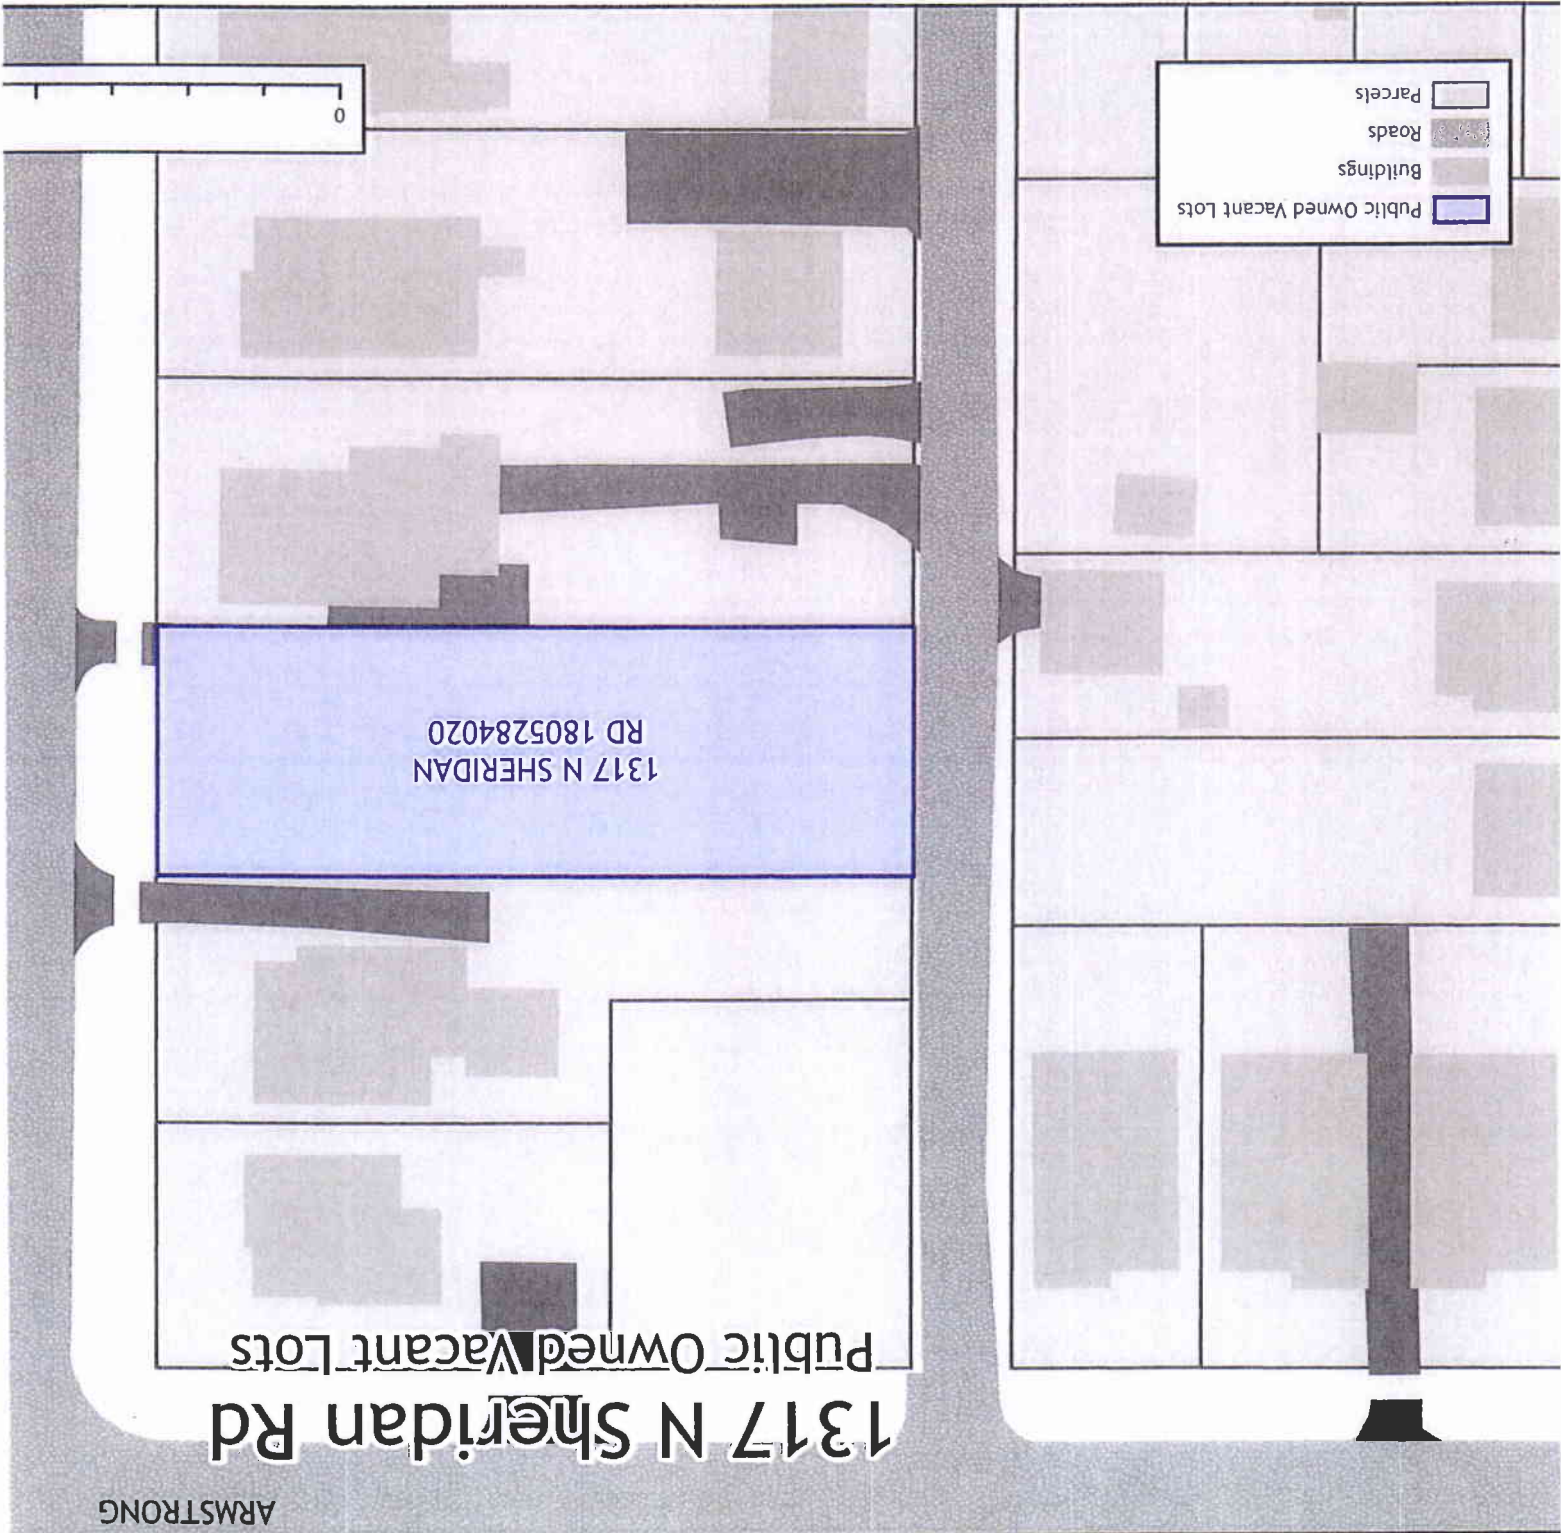 ARMSTRONG
1317 N Sheridan Rd
Public Owned Vacant Lots
1317 N SHERIDAN
RD 1805284020
Public Owned Vacant Lots
Buildings
Roads
Parcels
0